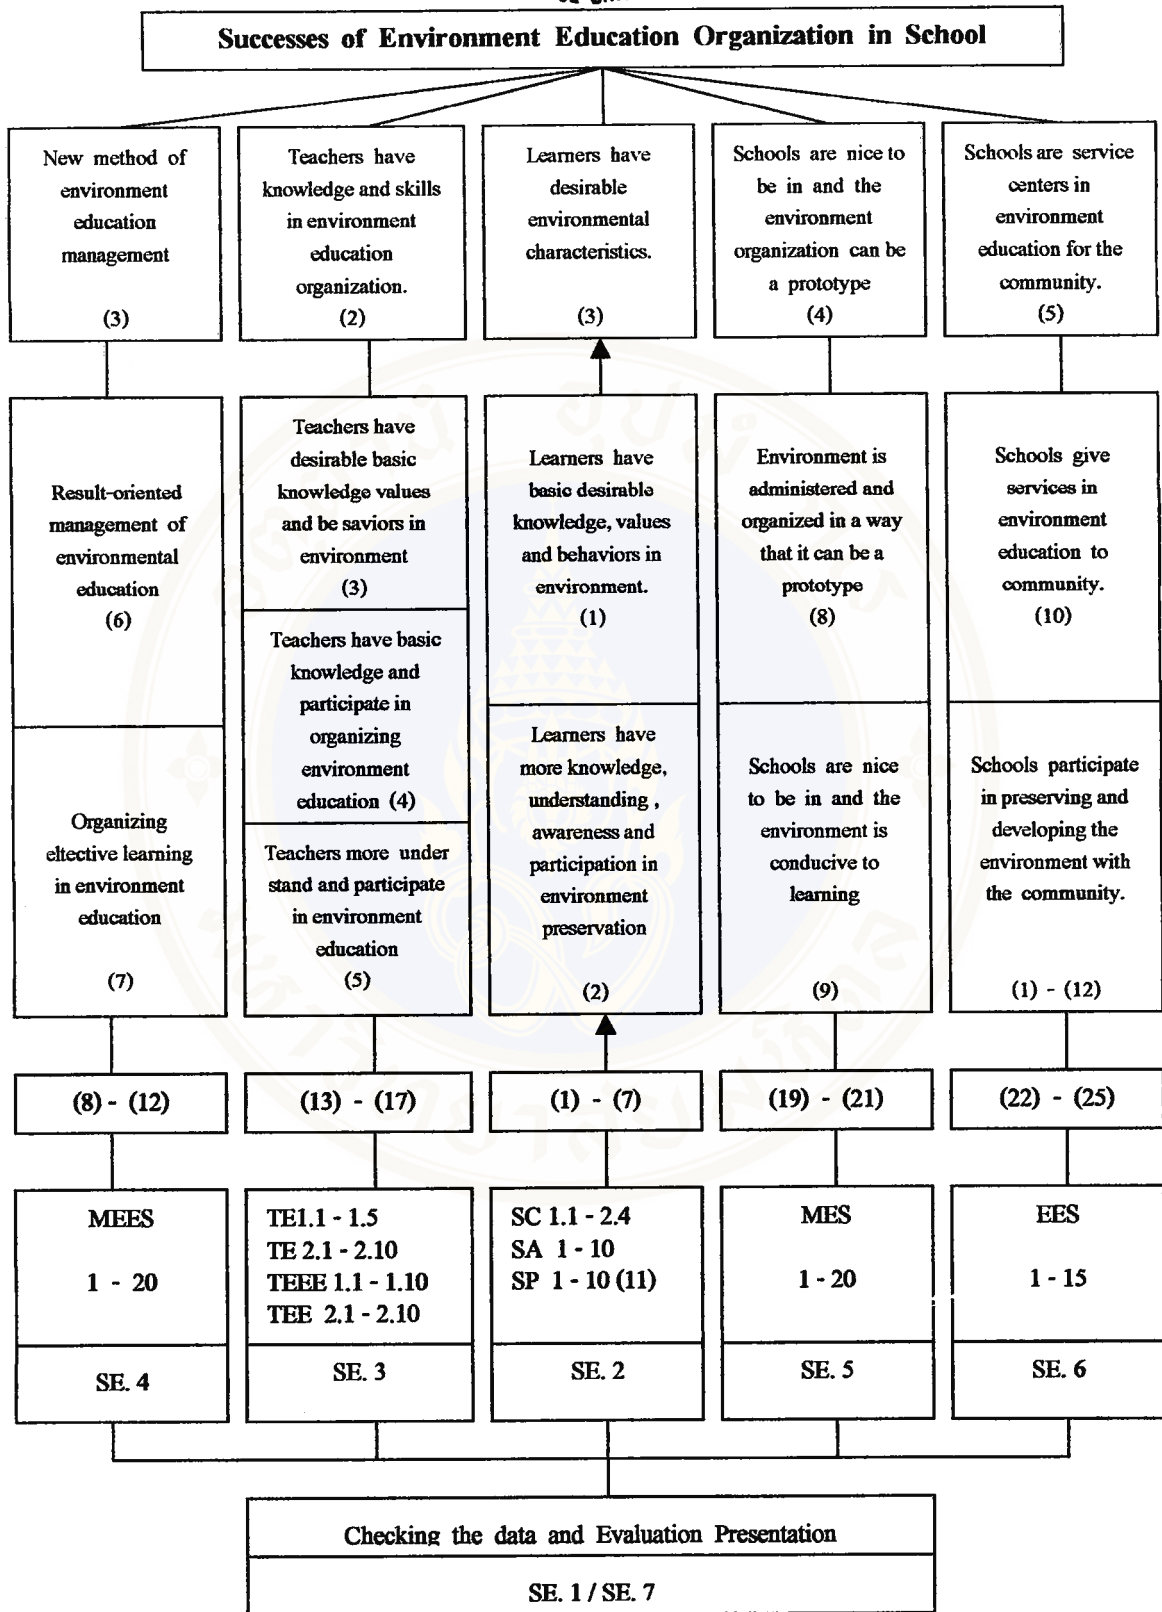 Successes of Environment Education Organization in School
New method of
environment
education
management
(3)
Teachers have
knowledge and skills
in environment
education
organization.
(2)
Learners have
desirable
environmental
characteristics.
(3)
Schools are nice to
be in and the
environment
organization can be
a prototype
(4)
Schools are service
centers in
environment
education for the
community.
(5)
Result-oriented
management of
environmental
education
(6)
Organizing
eltective learning
in environment
education
(7)
Teachers have
desirable basic
knowledge values
and be saviors in
environment
(3)
Teachers have basic
knowledge and
participate in
organizing
environment
education (4)
Teachers more under
stand and participate
in environment
education
(5)
Learners have
basic desirable
knowledge, values
and behaviors in
environment.
(1)
Learners have
more knowledge,
understanding ,
awareness and
participation in
environment
preservation
(2)
Environment is
administered and
organized in a way
that it can be a
prototype
(8)
Schools are nice
to be in and the
environment is
conducive to
learning
(9)
Schools give
services in
environment
education to
community.
(10)
Schools participate
in preserving and
developing the
environment with
the community.
(1) - (12)
(8) - (12)
(13) - (17)
(1) - (7)
(19) - (21)
(22) - (25)
MEES
1 - 20
SE. 4
TE1.1 - 1.5
TE 2.1 - 2.10
TEEE 1.1 - 1.10
TEE 2.1 - 2.10
SE. 3
SC 1.1 - 2.4
SA 1 - 10
SP 1 - 10 (11)
SE. 2
MES
1 - 20
SE. 5
EES
1 - 15
SE. 6
Checking the data and Evaluation Presentation
SE. 1 / SE. 7